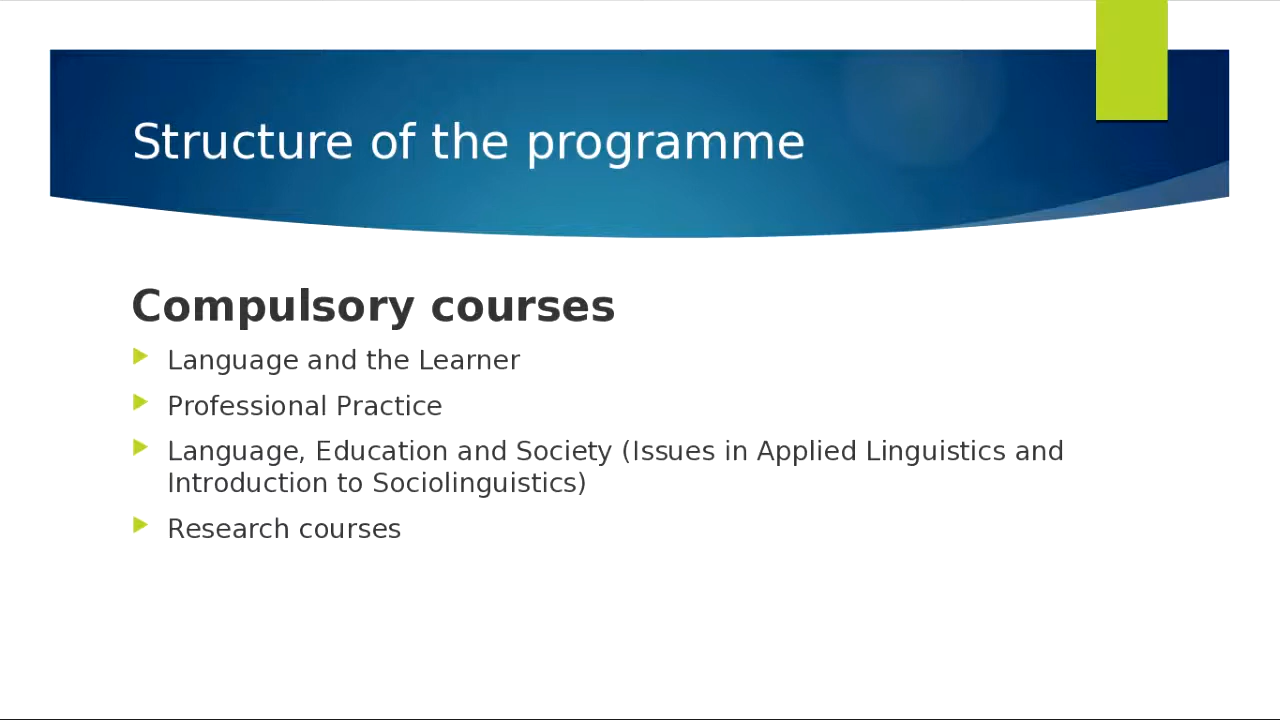 Structure of the programme
Compulsory courses
Language and the Learner
Professional Practice
Language, Education and Society (Issues in Applied Linguistics and
Introduction to Sociolinguistics)
Research courses